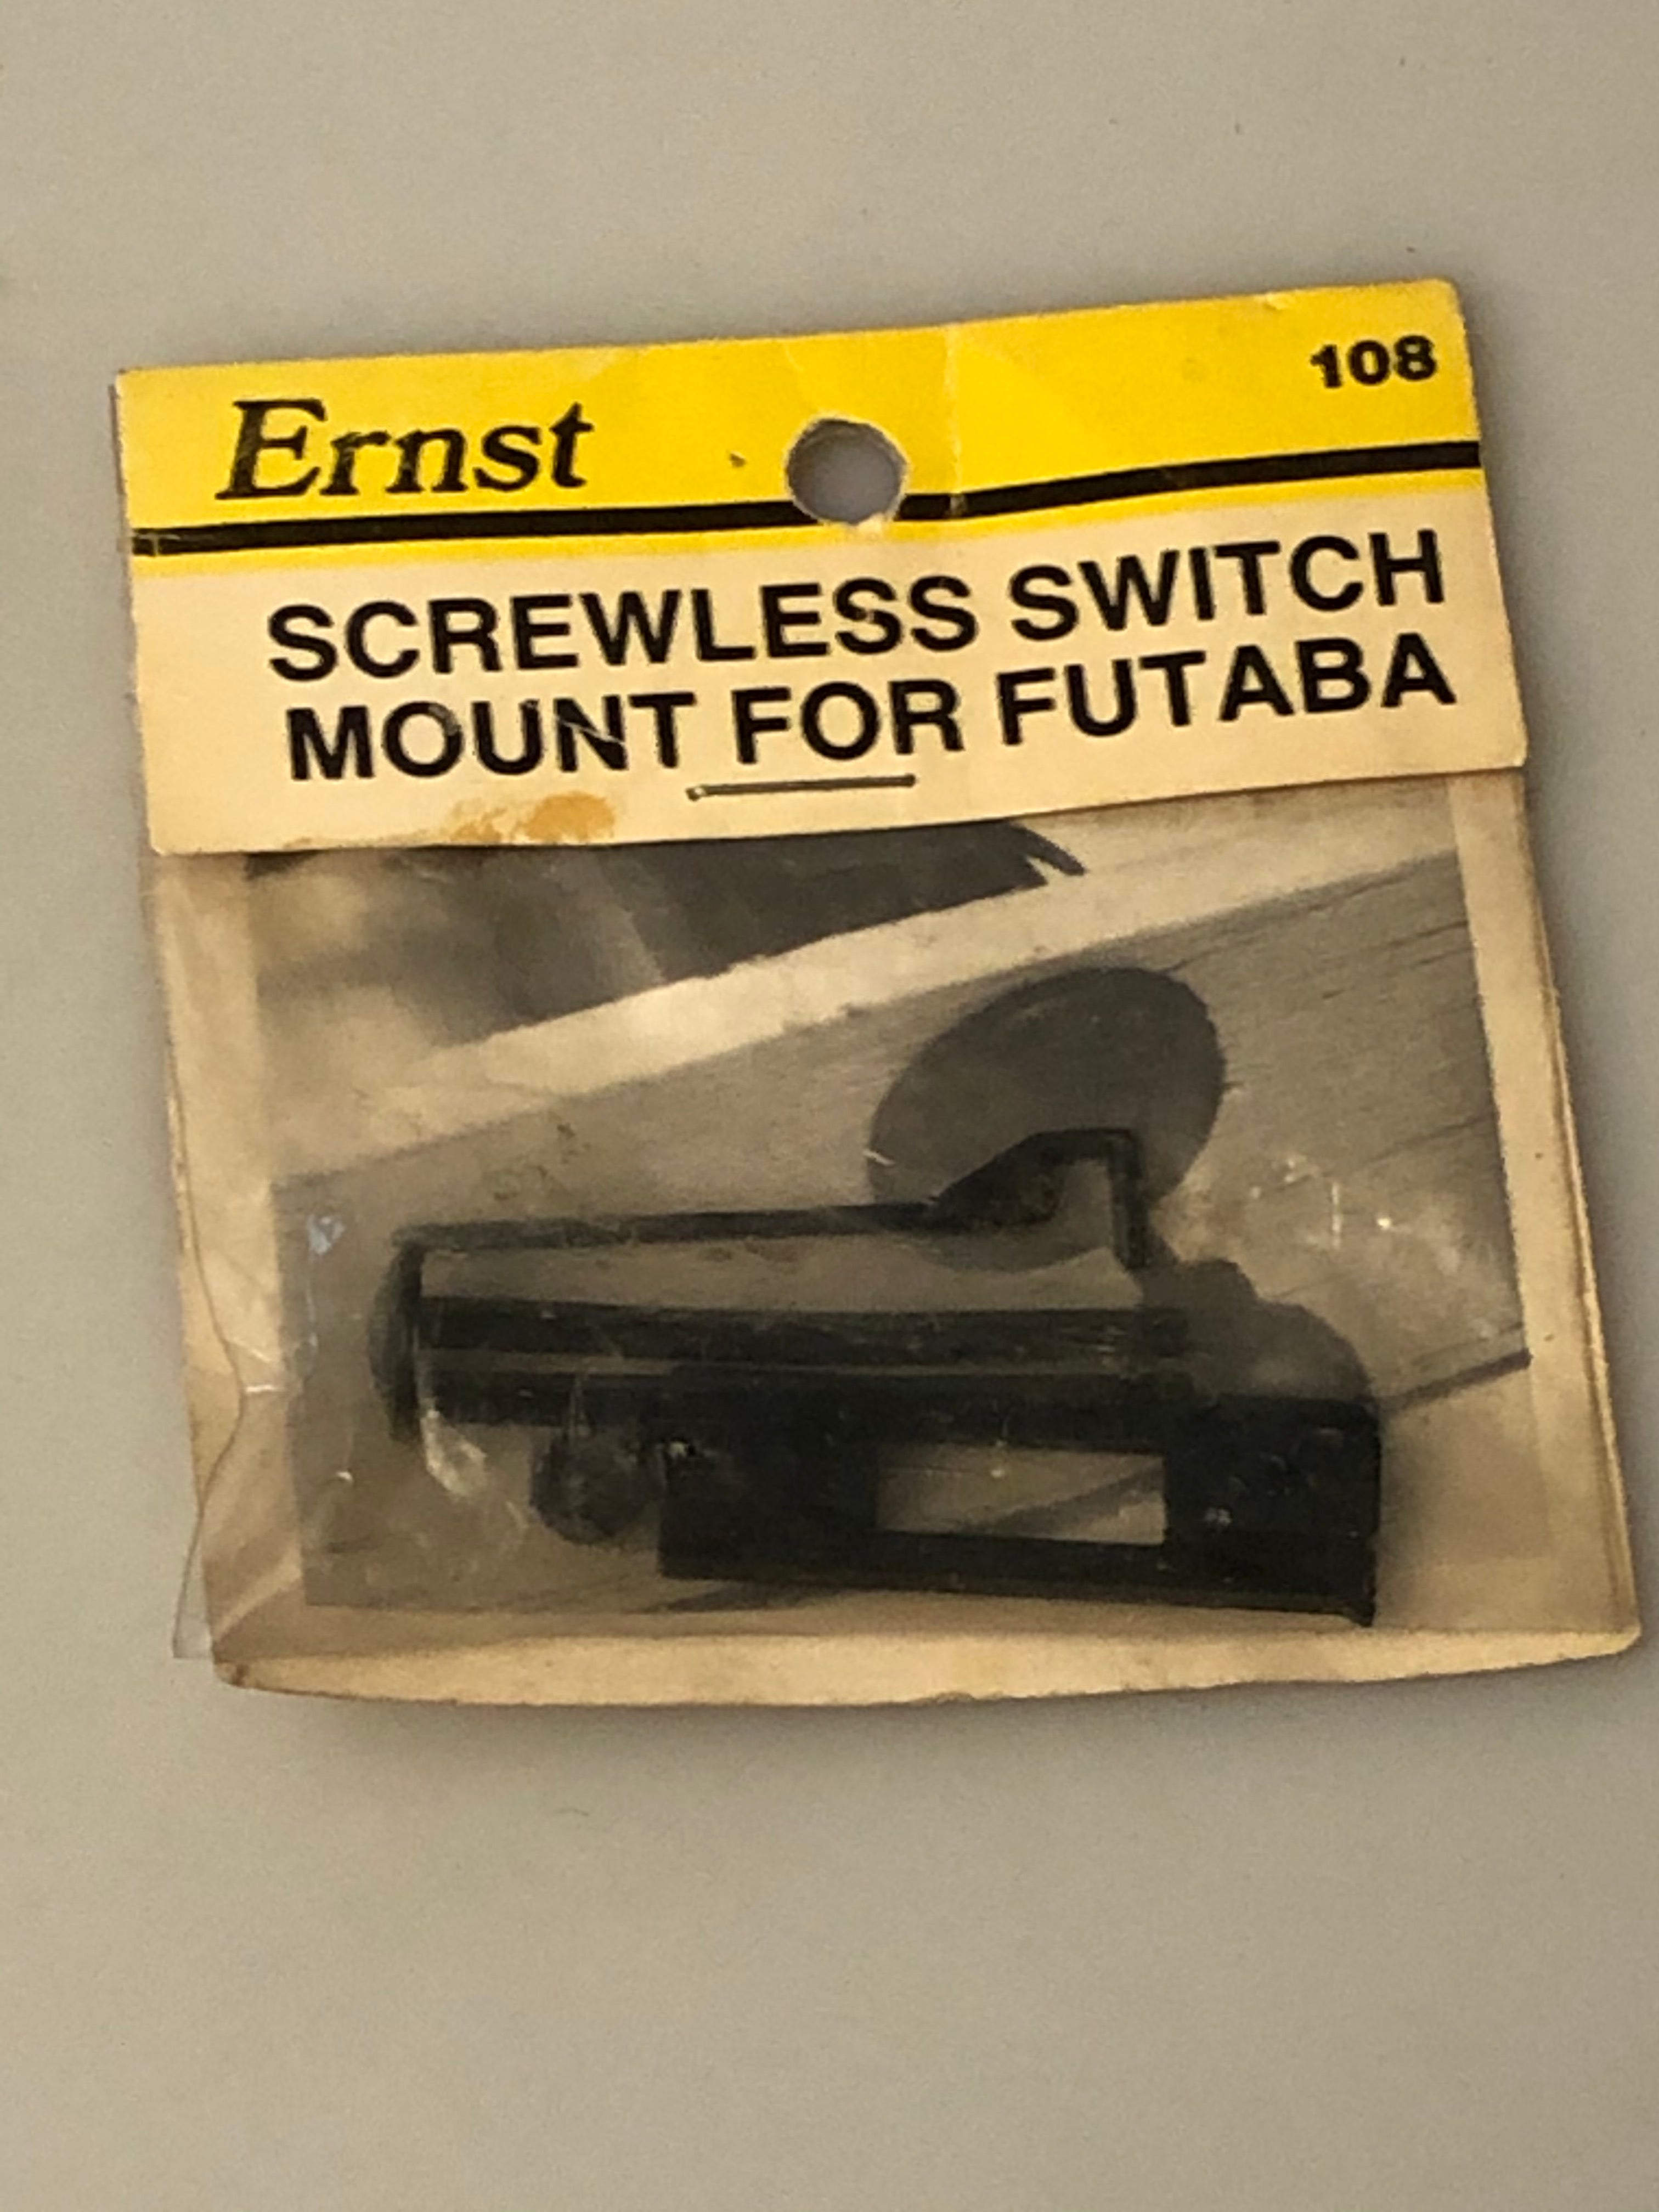 Ernst
108
SCREWLESS SWITCH
MOUNT FOR FUTABA